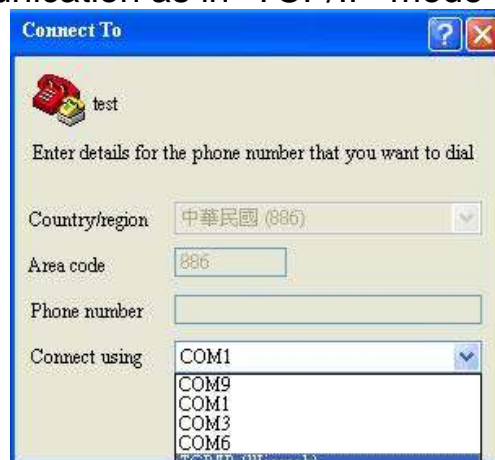 Connect To
test
Enter details for the phone number that you want to dial
Country/region 中華民國 (886)
Area code 886
Phone number
Connect using COM1
COM9
COM1
COM3
COM6